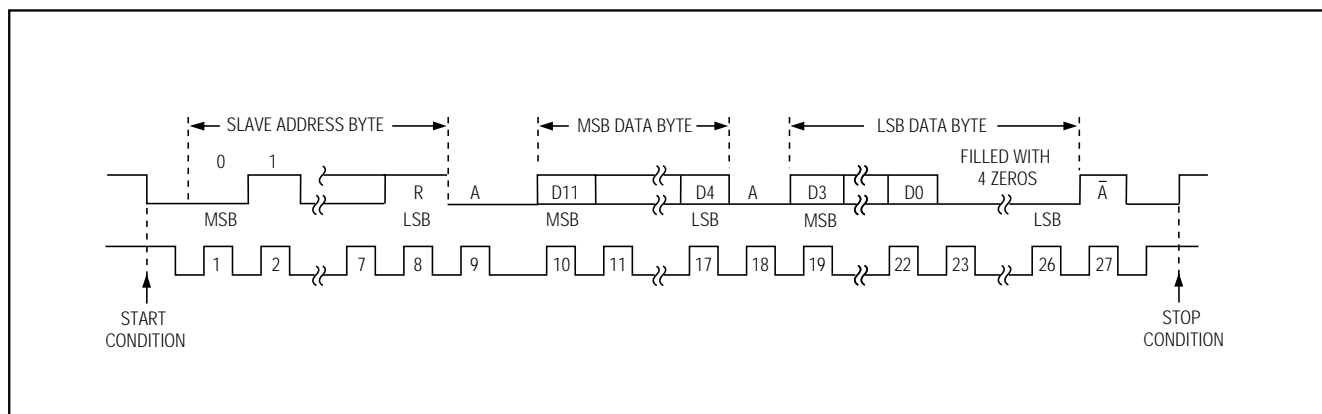 SLAVE ADDRESS BYTE MSB DATA BYTE LSB DATA BYTE
0 1 FILLED WITH
4 ZEROS
R A D11 D4 A D3 D0 A̅
MSB LSB MSB LSB MSB LSB
1 2 7 8 9 10 11 17 18 19 22 23 26 27
START
CONDITION
STOP
CONDITION